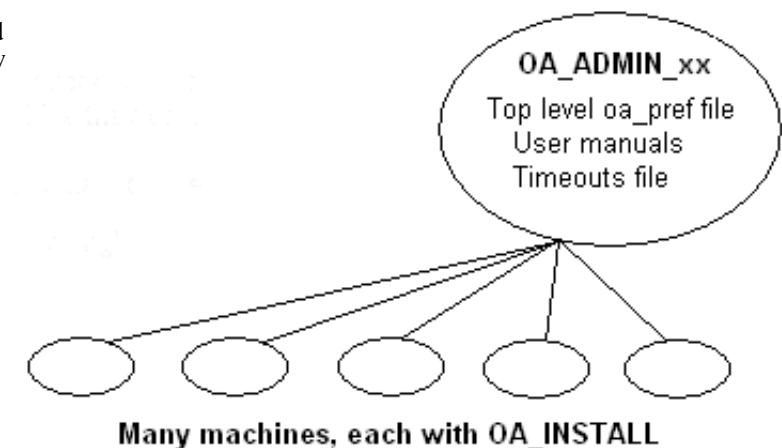 OA_ADMIN_xx
Top level oa_pref file
User manuals
Timeouts file
Many machines, each with OA_INSTALL